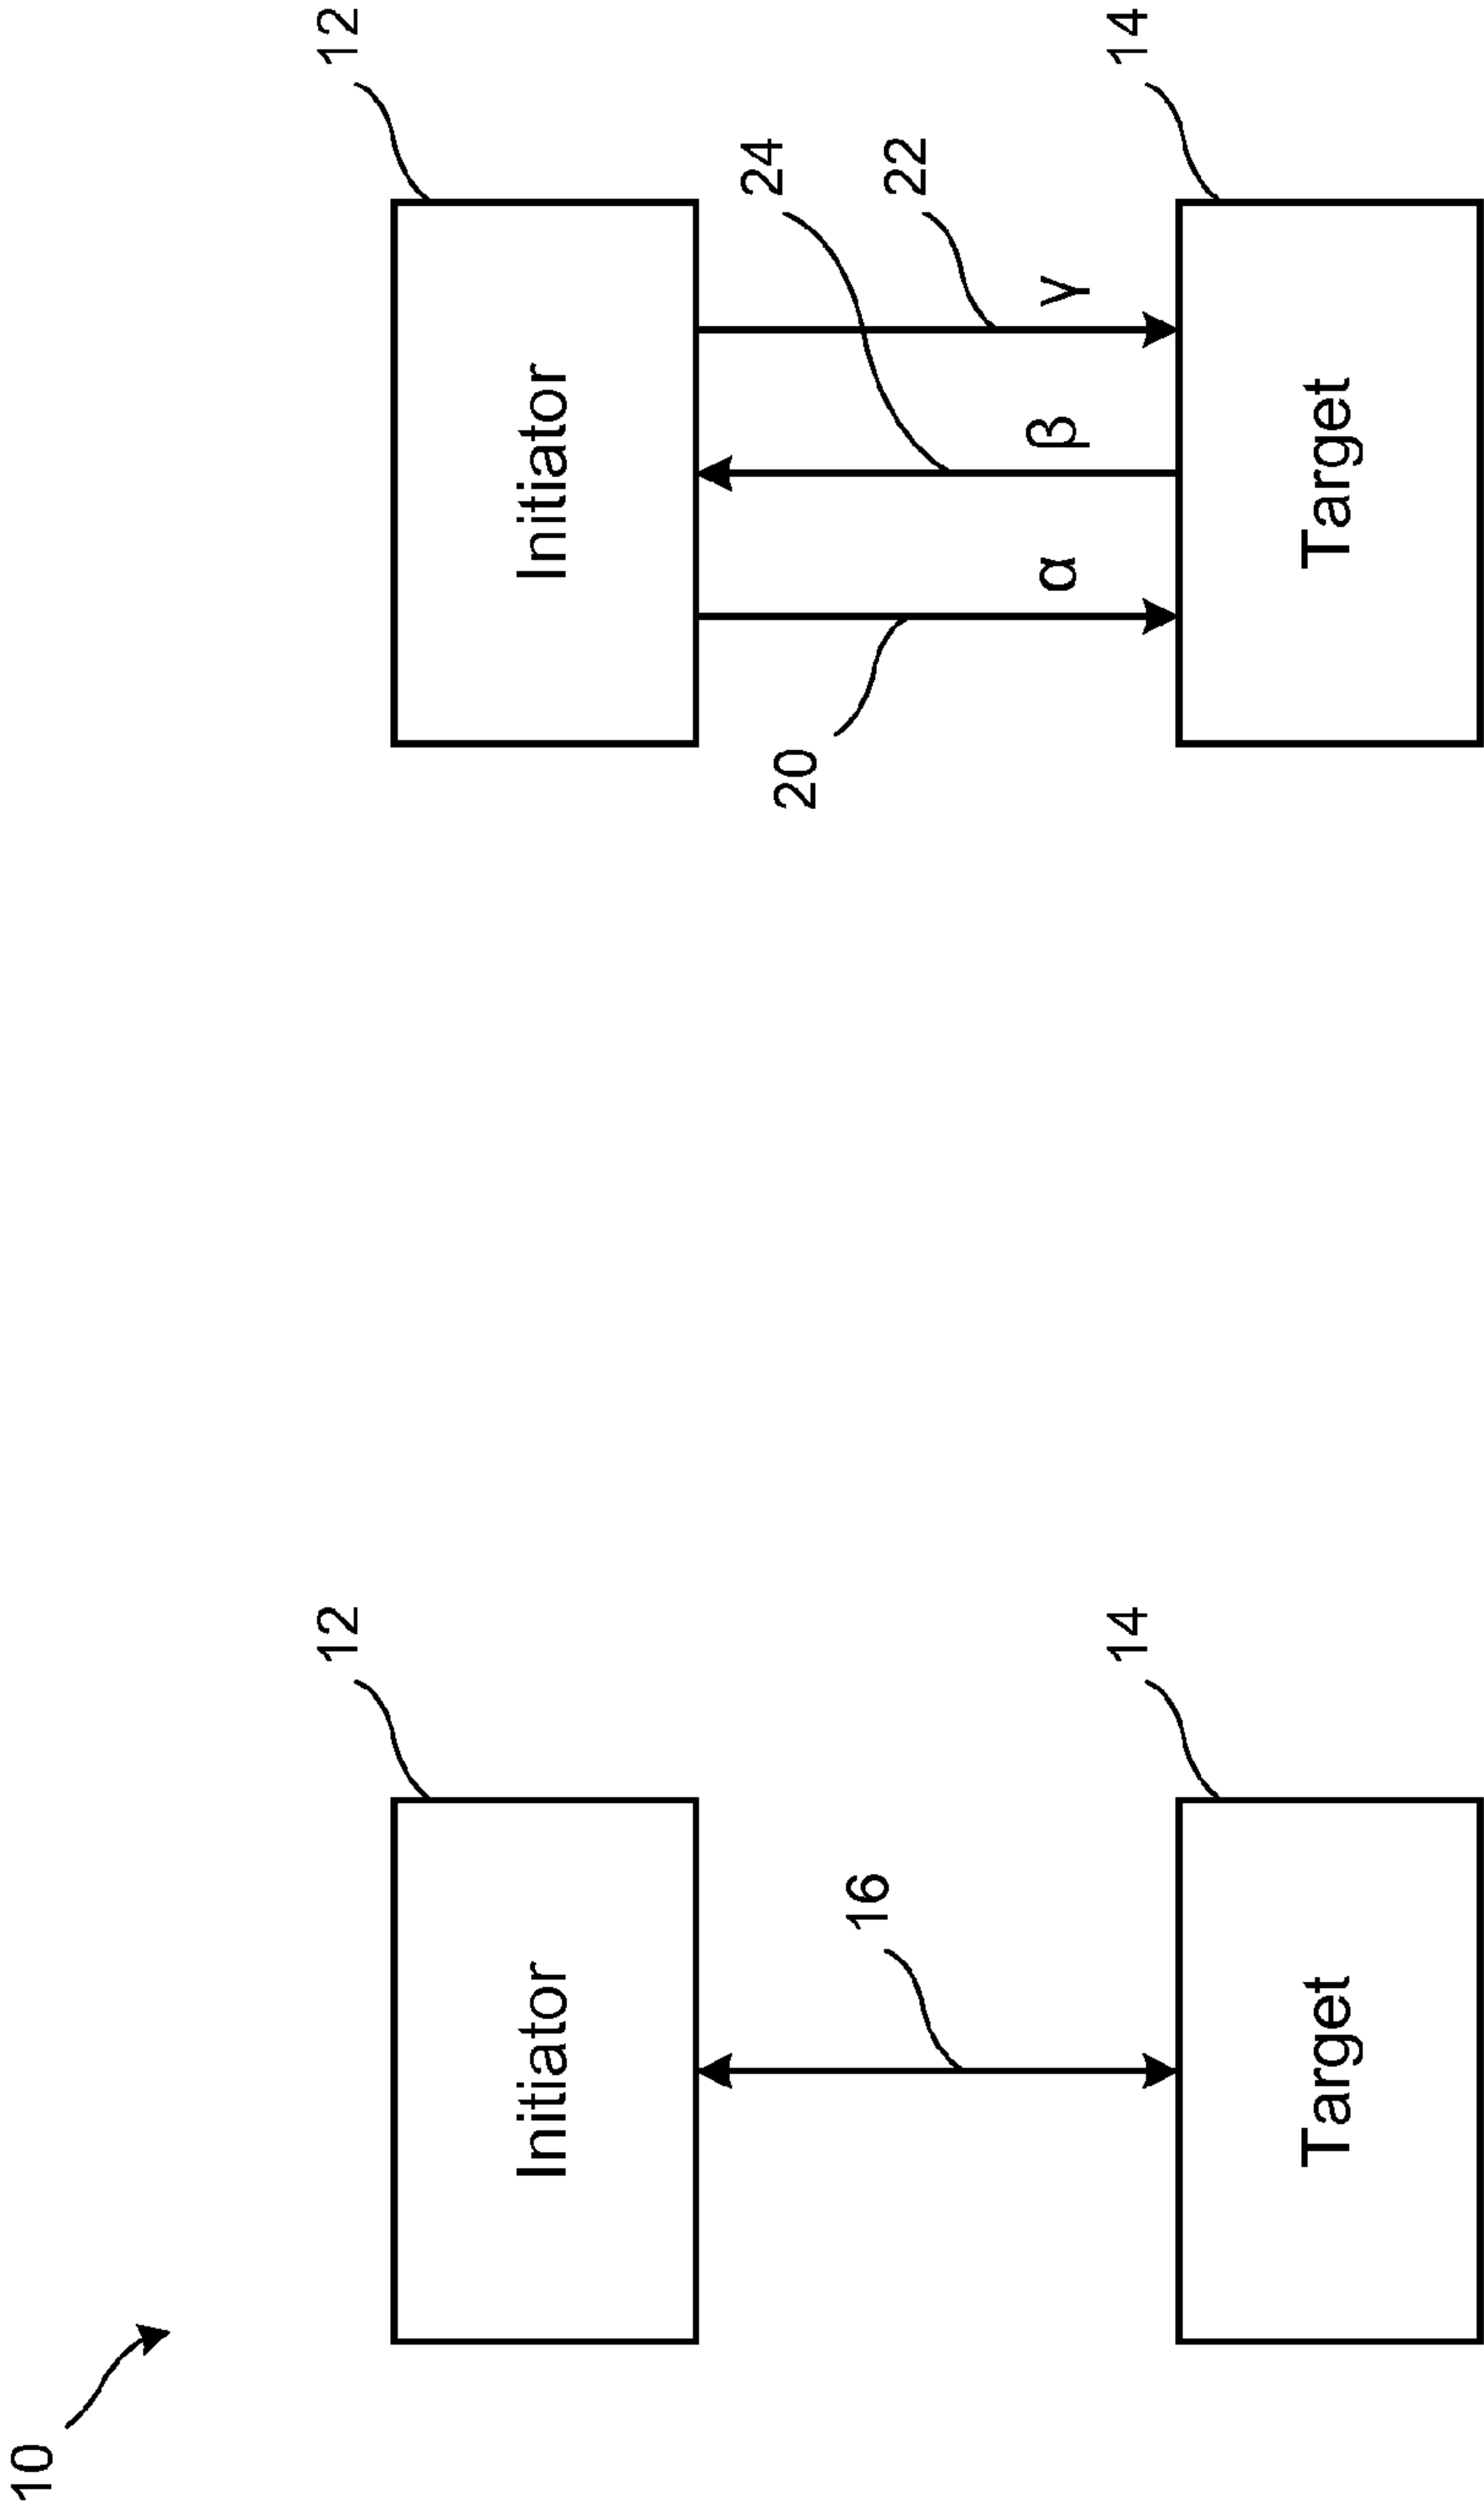 10
12
Initiator
16
14
Target
12
Initiator
24
20
22
α β γ
14
Target